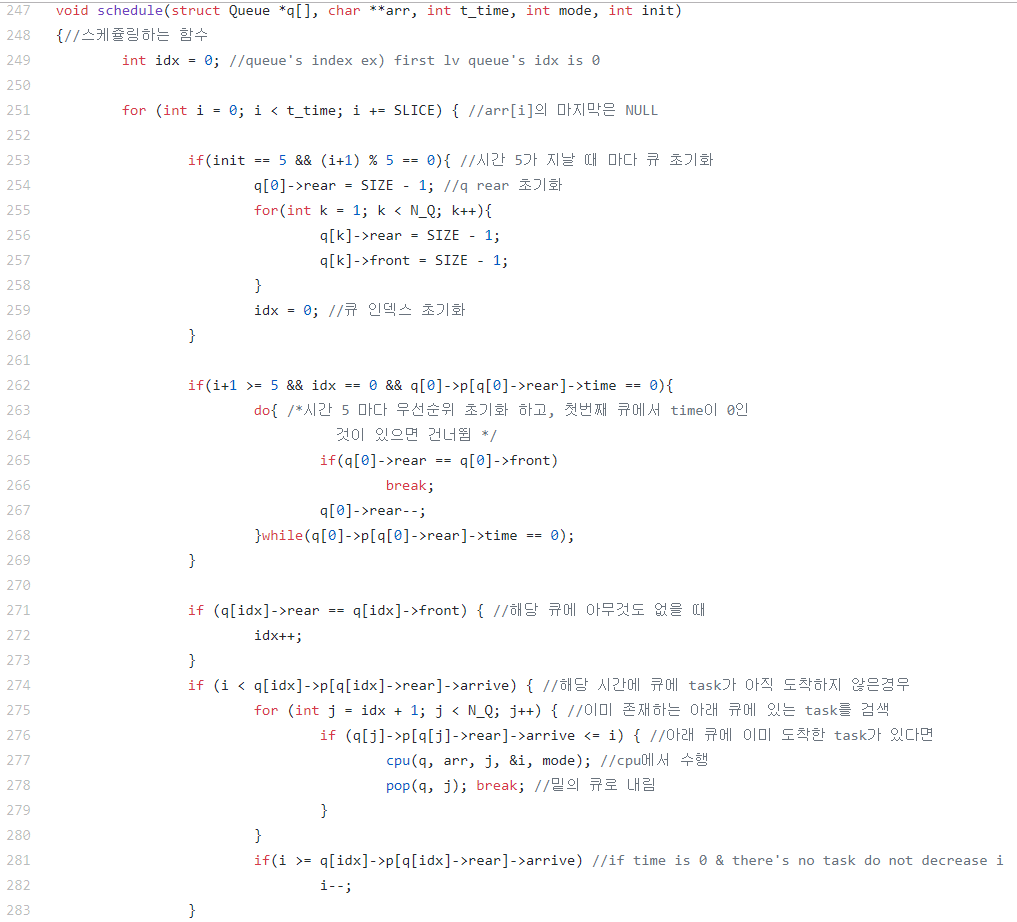 247 void schedule(struct Queue *q[], char **arr, int t_time, int mode, int init)
248 {//스케쥴링하는 함수
249 int idx = 0; //queue's index ex) first lv queue's idx is 0
250
251 for (int i = 0; i < t_time; i += SLICE) { //arr[i]의 마지막은 NULL
252
253 if(init == 5 && (i+1) % 5 == 0){ //시간 5가 지날 때 마다 큐 초기화
254 q[0]->rear = SIZE - 1; //q rear 초기화
255 for(int k = 1; k < N_Q; k++){
256 q[k]->rear = SIZE - 1;
257 q[k]->front = SIZE - 1;
258 }
259 idx = 0; //큐 인덱스 초기화
260 }
261
262 if(i+1 >= 5 && idx == 0 && q[0]->p[q[0]->rear]->time == 0){
263 do{ /*시간 5 마다 우선순위 초기화 하고, 첫번째 큐에서 time이 0인
264 것이 있으면 건너뜀 */
265 if(q[0]->rear == q[0]->front)
266 break;
267 q[0]->rear--;
268 }while(q[0]->p[q[0]->rear]->time == 0);
269 }
270
271 if (q[idx]->rear == q[idx]->front) { //해당 큐에 아무것도 없을 때
272 idx++;
273 }
274 if (i < q[idx]->p[q[idx]->rear]->arrive) { //해당 시간에 큐에 task가 아직 도착하지 않은경우
275 for (int j = idx + 1; j < N_Q; j++) { //이미 존재하는 아래 큐에 있는 task를 검색
276 if (q[j]->p[q[j]->rear]->arrive <= i) { //아래 큐에 이미 도착한 task가 있다면
277 cpu(q, arr, j, &i, mode); //cpu에서 수행
278 pop(q, j); break; //밑의 큐로 내림
279 }
280 }
281 if(i >= q[idx]->p[q[idx]->rear]->arrive) //if time is 0 & there's no task do not decrease i
282 i--;
283 }